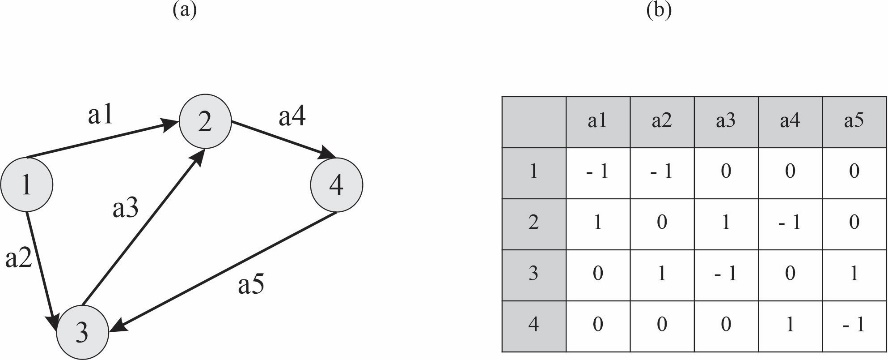 (a)
(b)
a1
a4
2
1
4
a3
a2
a5
3
a1 a2 a3 a4 a5
1 - 1 - 1 0 0 0
2 1 0 1 - 1 0
3 0 1 - 1 0 1
4 0 0 0 1 - 1